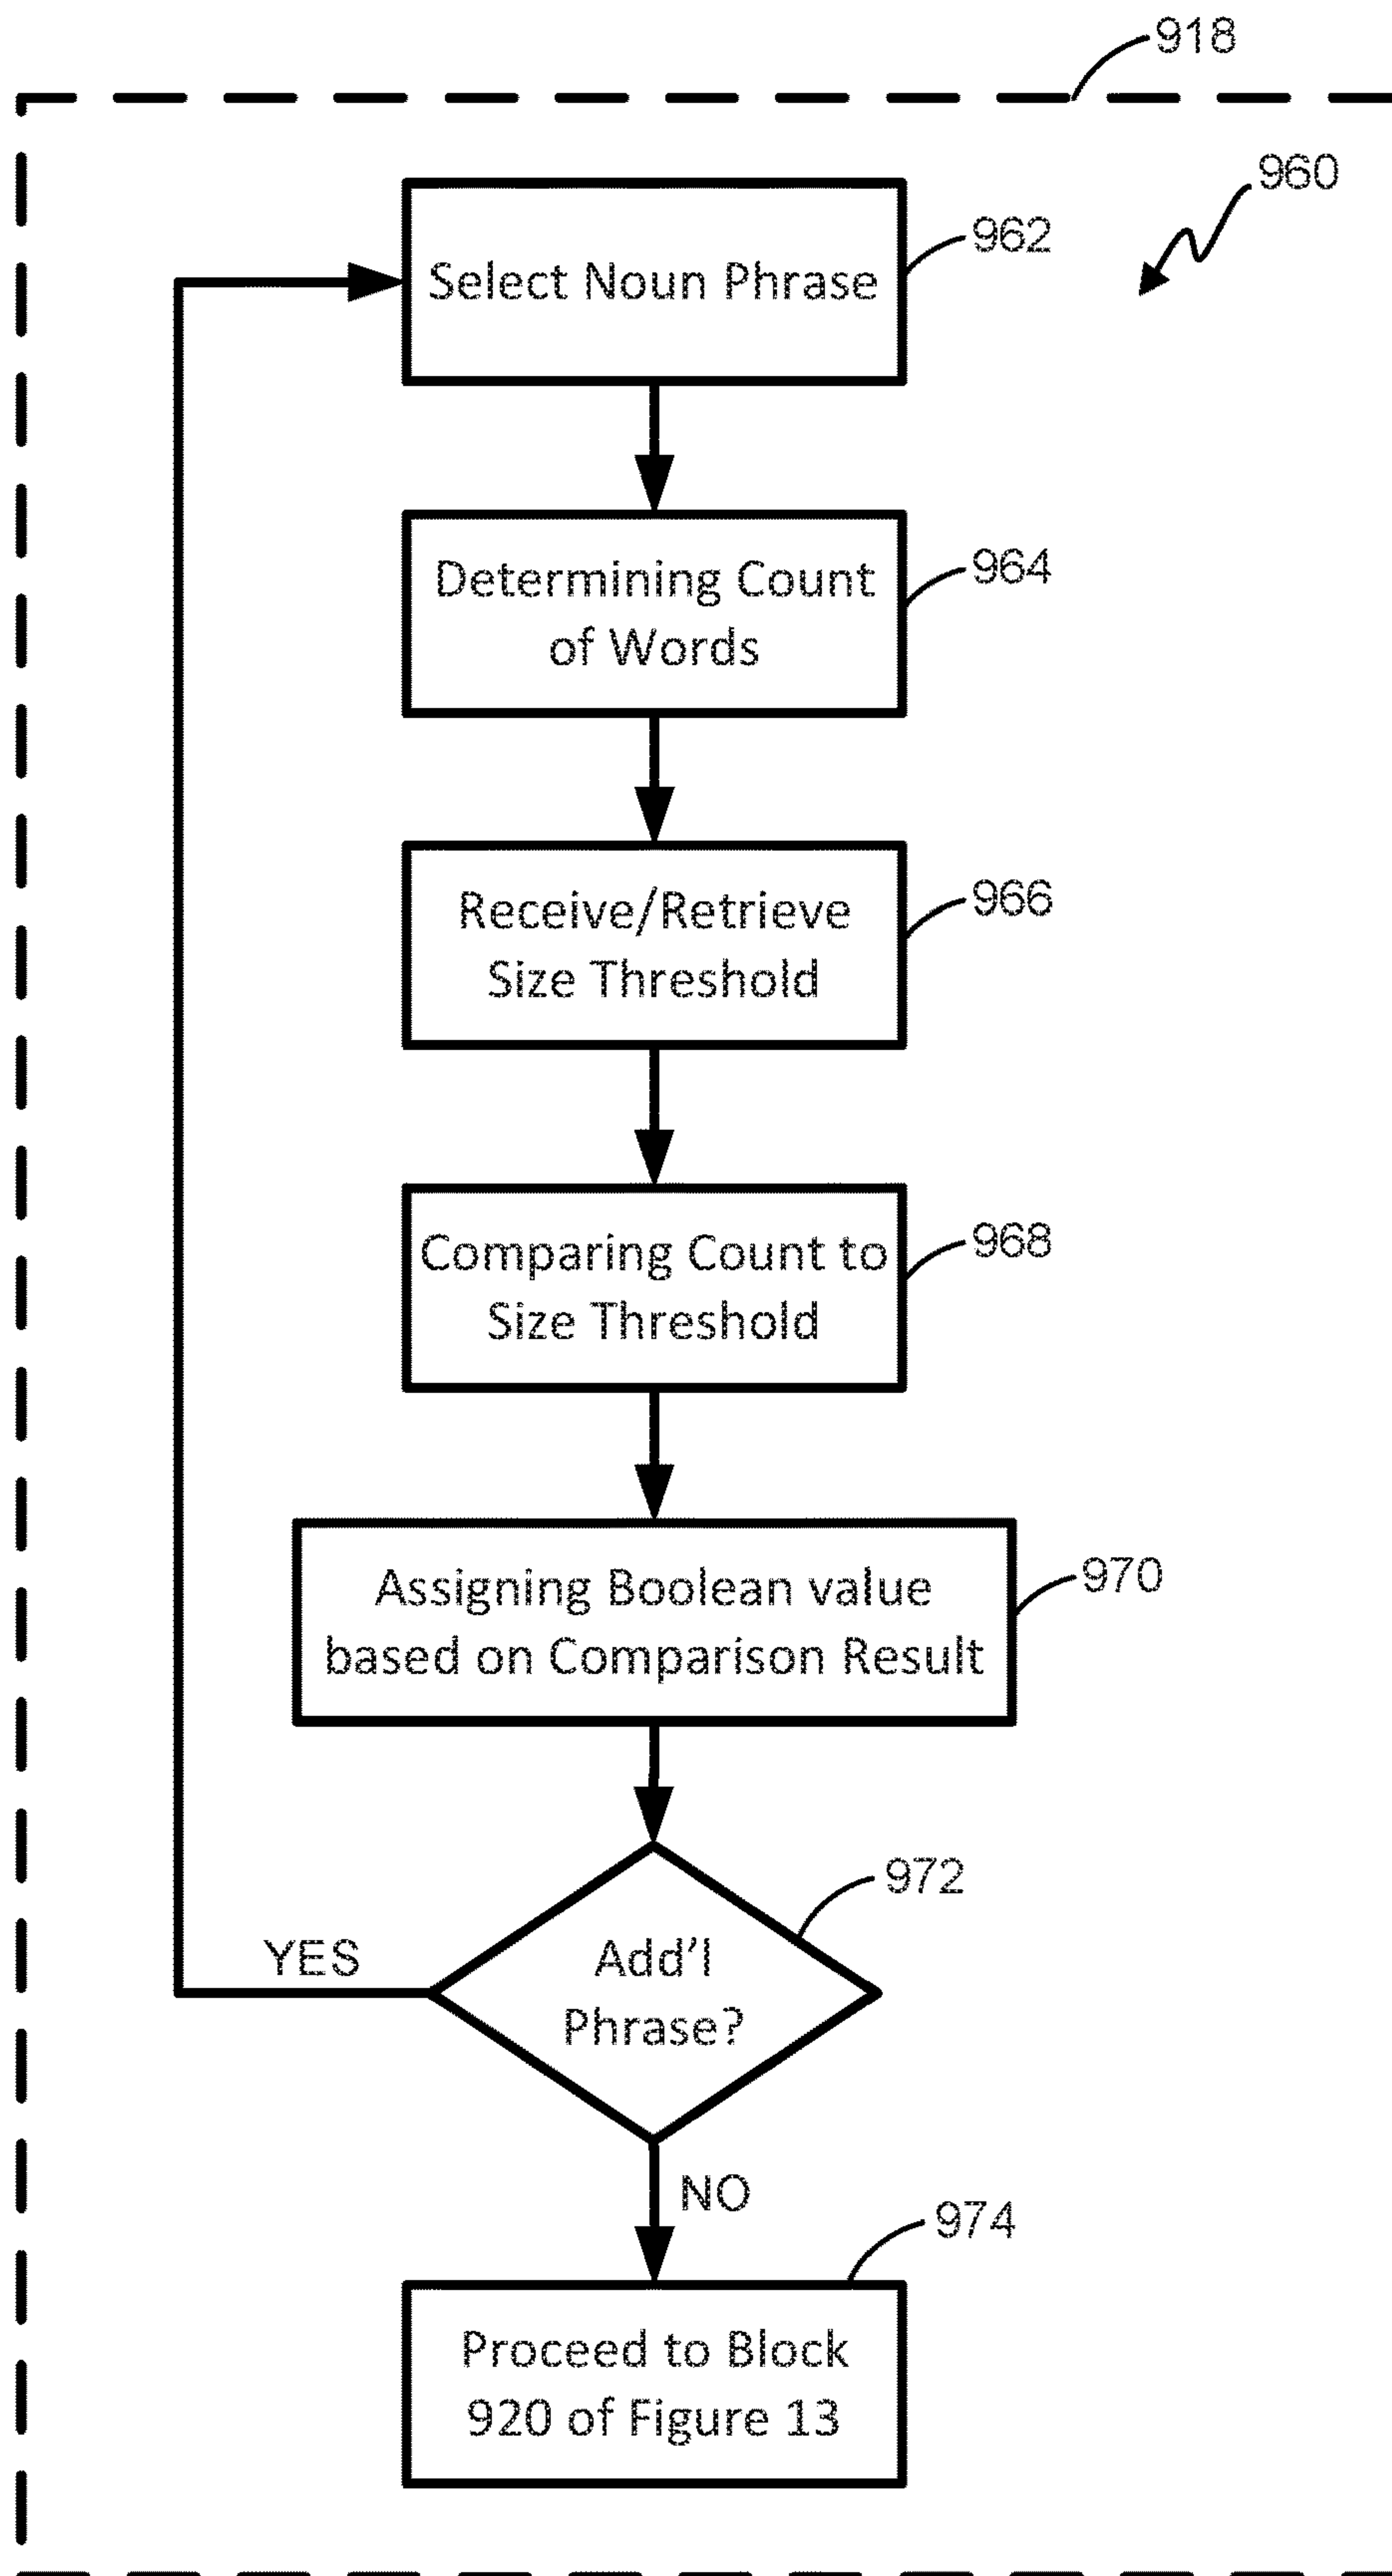 918
960
Select Noun Phrase
962
Determining Count
of Words
964
Receive/Retrieve
Size Threshold
966
Comparing Count to
Size Threshold
968
Assigning Boolean value
based on Comparison Result
970
972
Add'l
Phrase?
YES
NO
974
Proceed to Block
920 of Figure 13